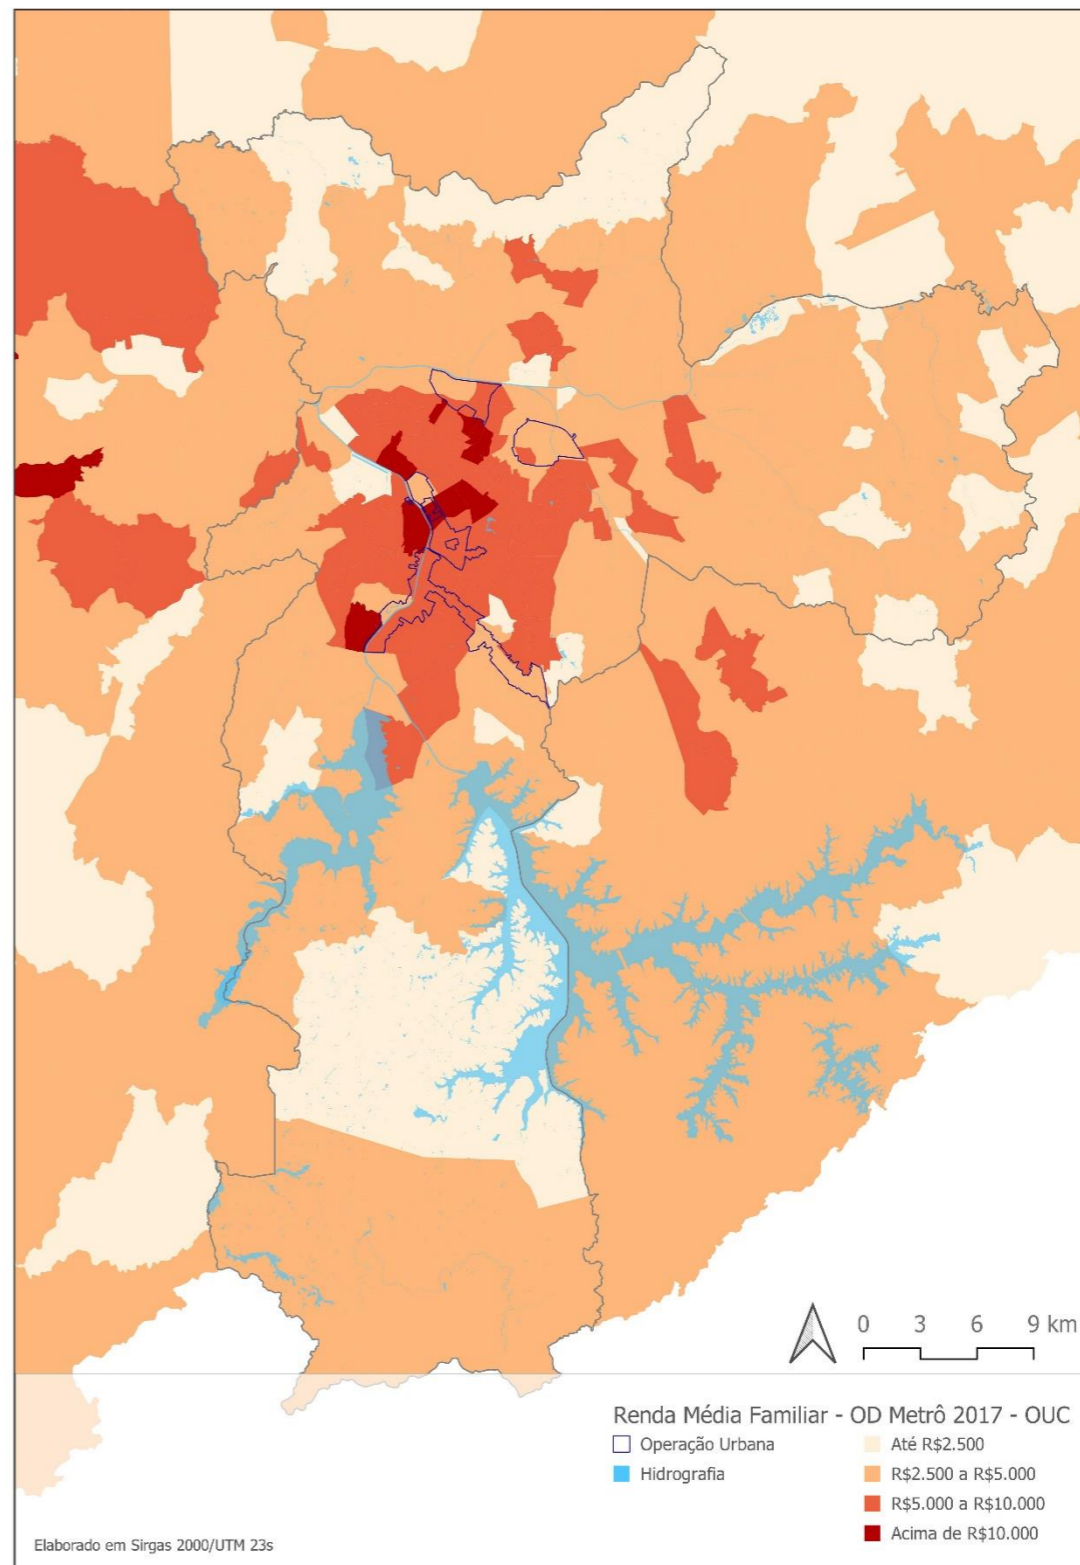 0 3 6 9 km
Renda Média Familiar - OD Metrô 2017 - OUC
Operação Urbana
Hidrografia
Até R$2.500
R$2.500 a R$5.000
R$5.000 a R$10.000
Acima de R$10.000
Elaborado em Sirgas 2000/UTM 23s